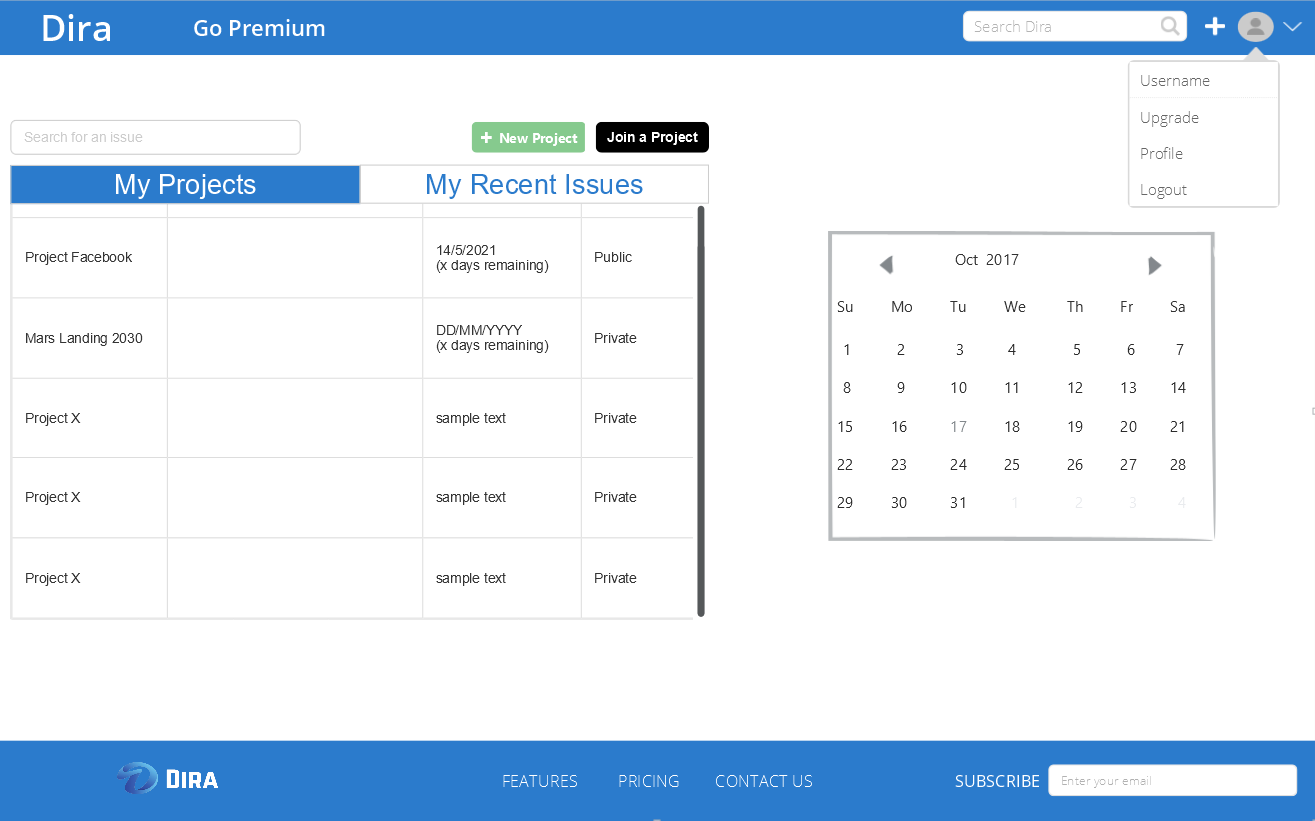 Dira
Go Premium
Search Dira
Username
Upgrade
Profile
Logout
Search for an issue
+ New Project
Join a Project
My Projects
My Recent Issues
Project Facebook
14/5/2021
(x days remaining)
Public
Mars Landing 2030
DD/MM/YYYY
(x days remaining)
Private
Project X
sample text
Private
Project X
sample text
Private
Project X
sample text
Private
Oct 2017
Su Mo Tu We Th Fr Sa
1 2 3 4 5 6 7
8 9 10 11 12 13 14
15 16 17 18 19 20 21
22 23 24 25 26 27 28
29 30 31 1 2 3 4
DIRA
FEATURES
PRICING
CONTACT US
SUBSCRIBE
Enter your email